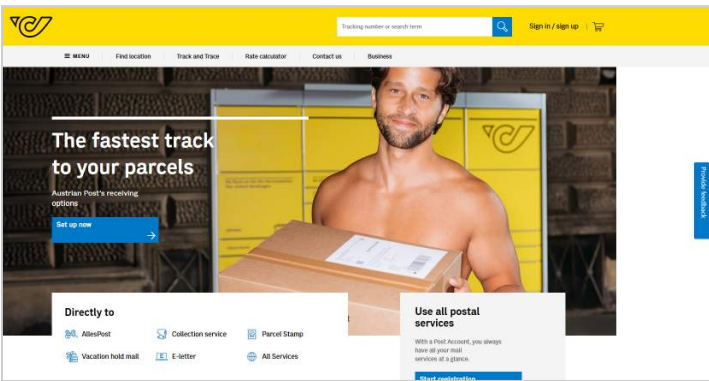 Tracking number or search term
Sign in / sign up
MENU
Find location
Track and Trace
Rate calculator
Contact us
Business
The fastest track
to your parcels
Austrian Post's receiving
options
Set up now
Provide feedback
Directly to
AllesPost
Collection service
Parcel Stamp
Vacation hold mail
E-letter
All Services
Use all postal
services
With a Post Account, you always
have all your mail
services at a glance.
Start registration